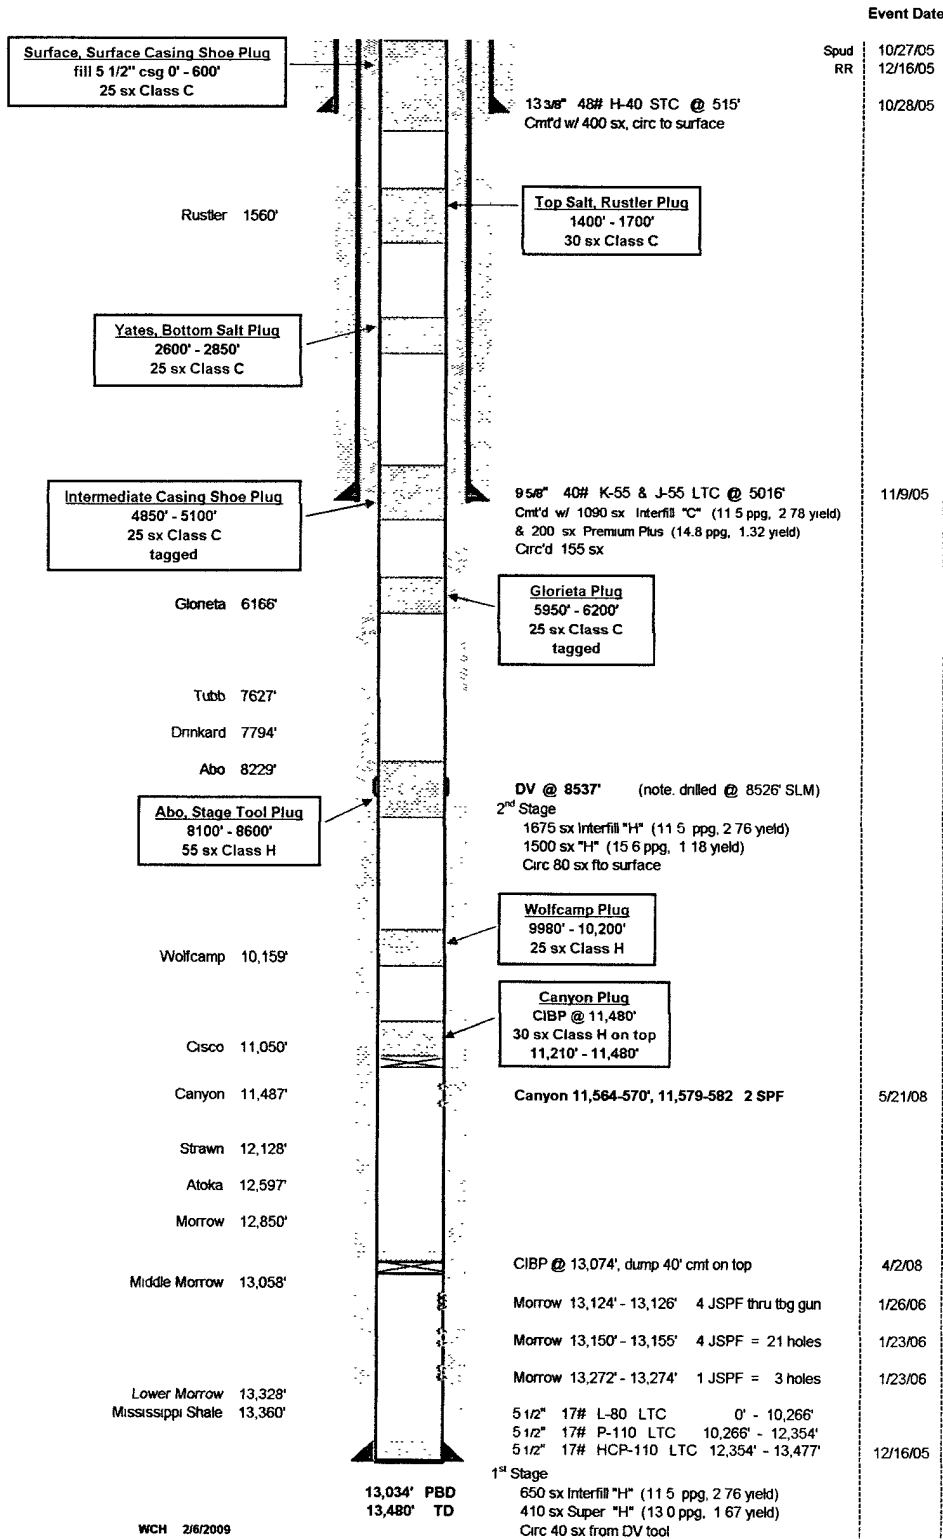 Event Date
Surface, Surface Casing Shoe Plug
fill 5 1/2" csg 0' - 600'
25 sx Class C
Spud 10/27/05
RR 12/16/05
13 3/8" 48# H-40 STC @ 515' 10/28/05
Cmt'd w/ 400 sx, circ to surface
Rustler 1560'
Top Salt, Rustler Plug
1400' - 1700'
30 sx Class C
Yates, Bottom Salt Plug
2600' - 2850'
25 sx Class C
Intermediate Casing Shoe Plug
4850' - 5100'
25 sx Class C
tagged
9 5/8" 40# K-55 & J-55 LTC @ 5016' 11/9/05
Cmt'd w/ 1090 sx Interfill "C" (11 5 ppg, 2 78 yield)
& 200 sx Premium Plus (14.8 ppg, 1.32 yield)
Circ'd 155 sx
Glorieta Plug
5950' - 6200'
25 sx Class C
tagged
Gloneta 6166'
Tubb 7627'
Drinkard 7794'
Abo 8229'
Abo, Stage Tool Plug
8100' - 8600'
55 sx Class H
DV @ 8537' (note. drilled @ 8526' SLM)
2nd Stage
1675 sx Interfill "H" (11 5 ppg, 2 76 yield)
1500 sx "H" (15 6 ppg, 1 18 yield)
Circ 80 sx fto surface
Wolfcamp Plug
9980' - 10,200'
25 sx Class H
Wolfcamp 10,159'
Canyon Plug
CIBP @ 11,480'
30 sx Class H on top
11,210' - 11,480'
Cisco 11,050'
Canyon 11,487'
Canyon 11,564-570', 11,579-582 2 SPF 5/21/08
Strawn 12,128'
Atoka 12,597'
Morrow 12,850'
CIBP @ 13,074', dump 40' cmt on top 4/2/08
Middle Morrow 13,058'
Morrow 13,124' - 13,126' 4 JSPF thru tbg gun 1/26/06
Morrow 13,150' - 13,155' 4 JSPF = 21 holes 1/23/06
Morrow 13,272' - 13,274' 1 JSPF = 3 holes 1/23/06
Lower Morrow 13,328'
Mississippi Shale 13,360'
5 1/2" 17# L-80 LTC 0' - 10,266'
5 1/2" 17# P-110 LTC 10,266' - 12,354'
5 1/2" 17# HCP-110 LTC 12,354' - 13,477' 12/16/05
1st Stage
650 sx Interfill "H" (11 5 ppg, 2 76 yield)
410 sx Super "H" (13 0 ppg, 1 67 yield)
Circ 40 sx from DV tool
13,034' PBD
13,480' TD
WCH 2/6/2009